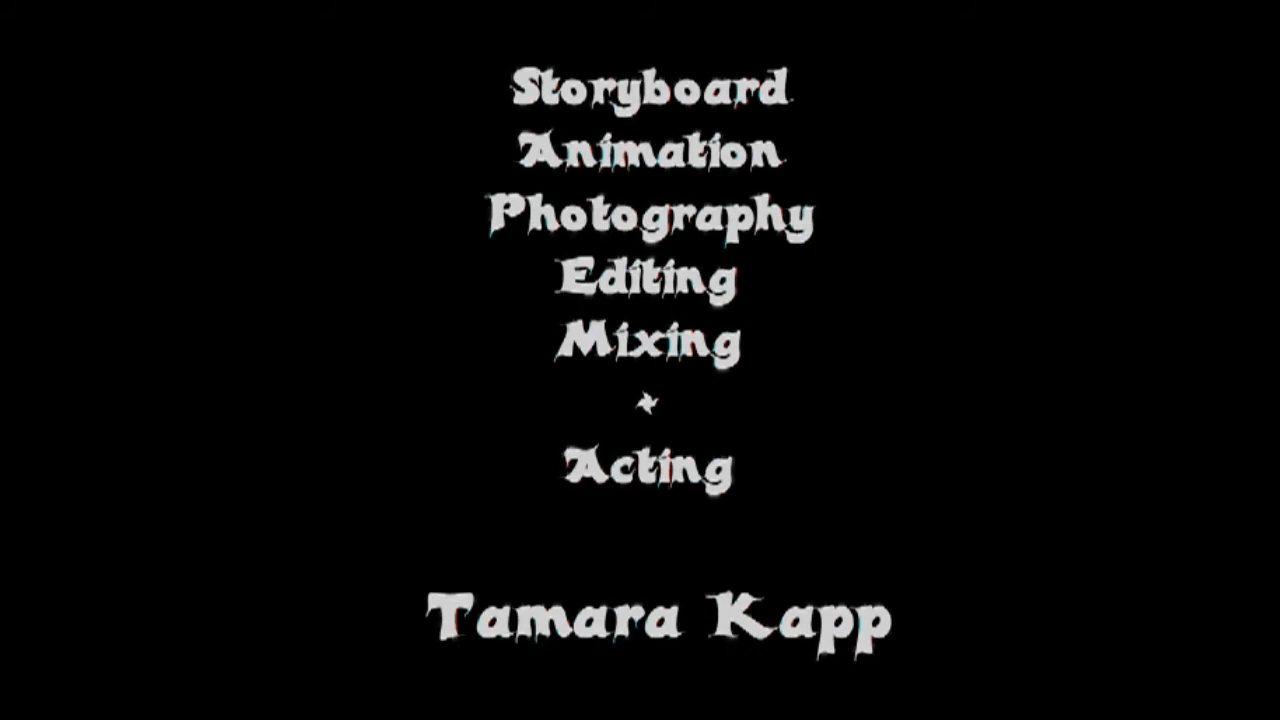 Storyboard
Animation
Photography
Editing
Mixing
Acting
Tamara Kapp